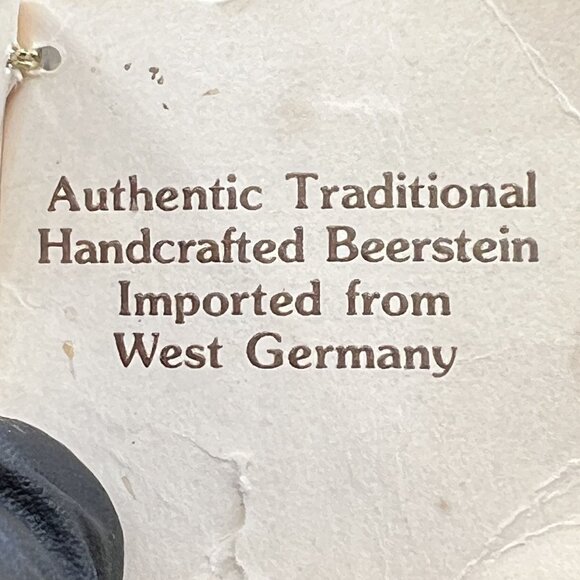 Authentic Traditional
Handcrafted Beerstein
Imported from
West Germany